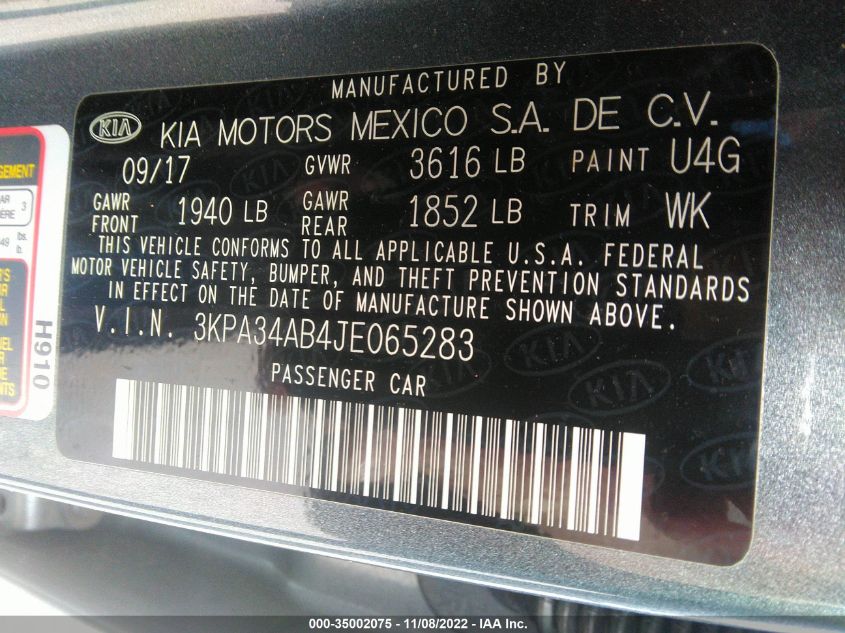 MANUFACTURED BY
KIA KIA MOTORS MEXICO S.A. DE C.V.
09/17 GVWR 3616 LB PAINT U4G
GAWR FRONT 1940 LB GAWR REAR 1852 LB TRIM WK
THIS VEHICLE CONFORMS TO ALL APPLICABLE U.S.A. FEDERAL
MOTOR VEHICLE SAFETY, BUMPER, AND THEFT PREVENTION STANDARDS
IN EFFECT ON THE DATE OF MANUFACTURE SHOWN ABOVE.
V.I.N. 3KPA34AB4JE065283
PASSENGER CAR
H910
3
lb.
000-35002075 - 11/08/2022 - IAA Inc.